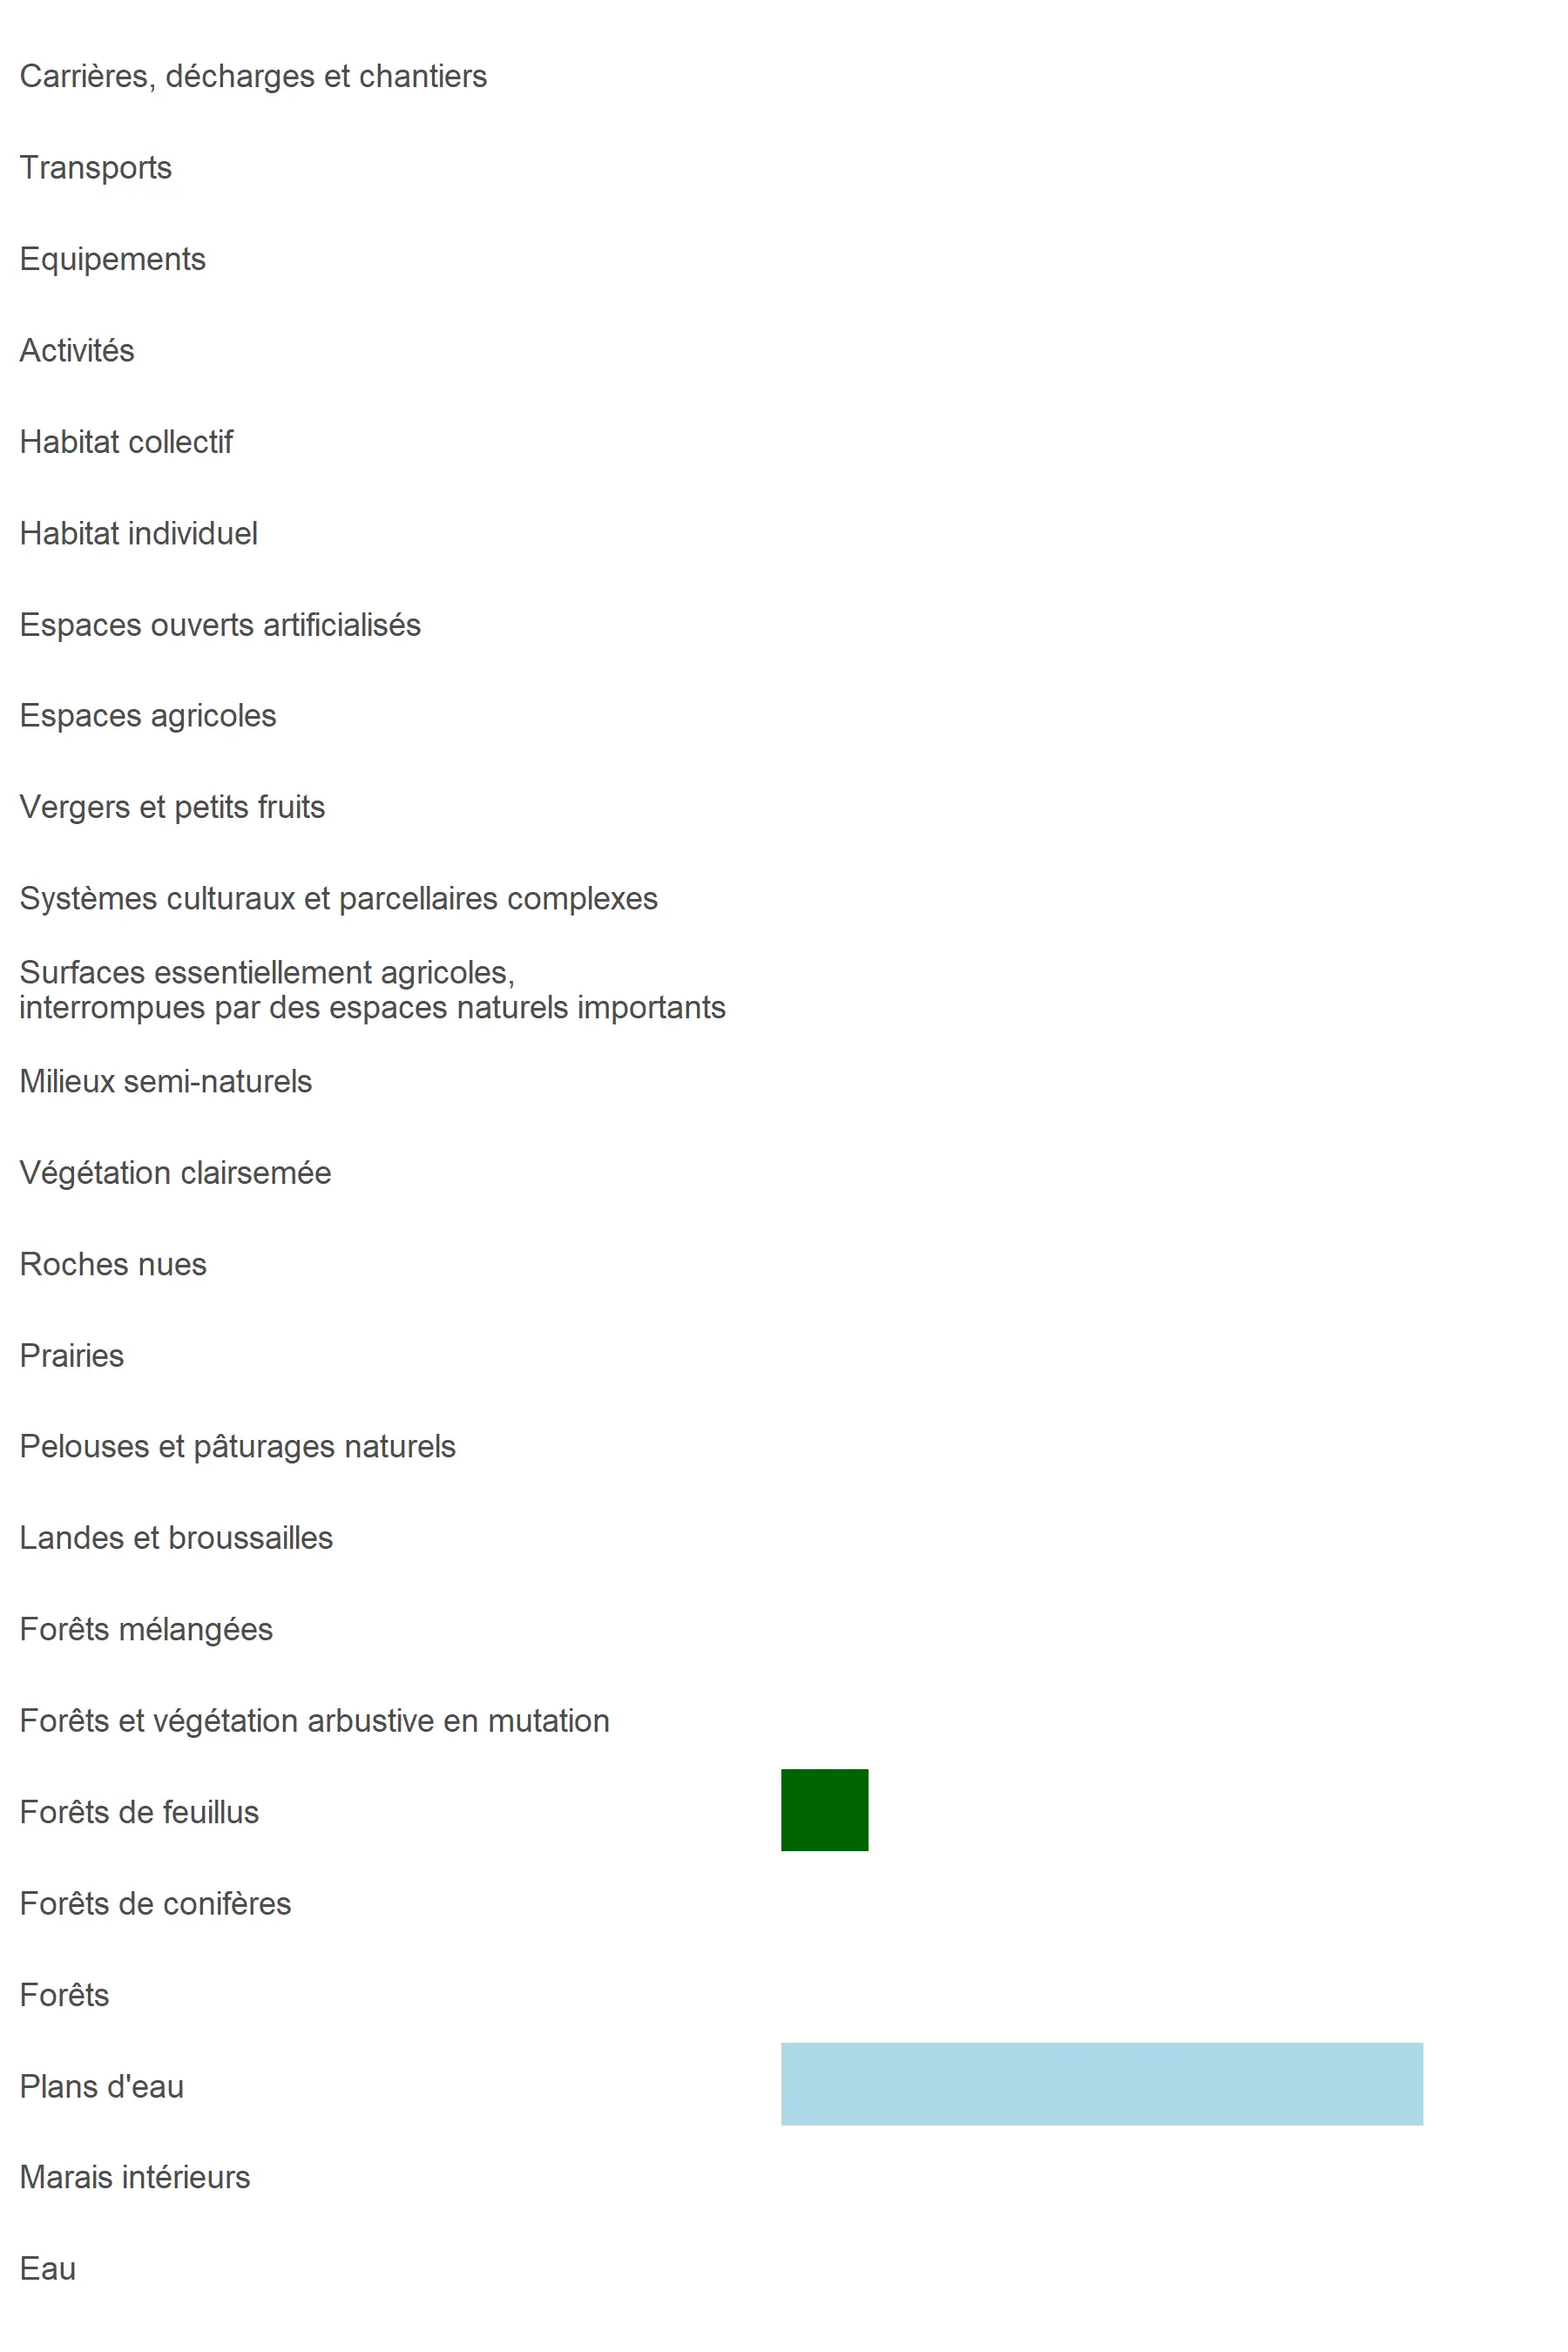 Carrières, décharges et chantiers
Transports
Equipements
Activités
Habitat collectif
Habitat individuel
Espaces ouverts artificialisés
Espaces agricoles
Vergers et petits fruits
Systèmes culturaux et parcellaires complexes
Surfaces essentiellement agricoles,
interrompues par des espaces naturels importants
Milieux semi-naturels
Végétation clairsemée
Roches nues
Prairies
Pelouses et pâturages naturels
Landes et broussailles
Forêts mélangées
Forêts et végétation arbustive en mutation
Forêts de feuillus
Forêts de conifères
Forêts
Plans d'eau
Marais intérieurs
Eau